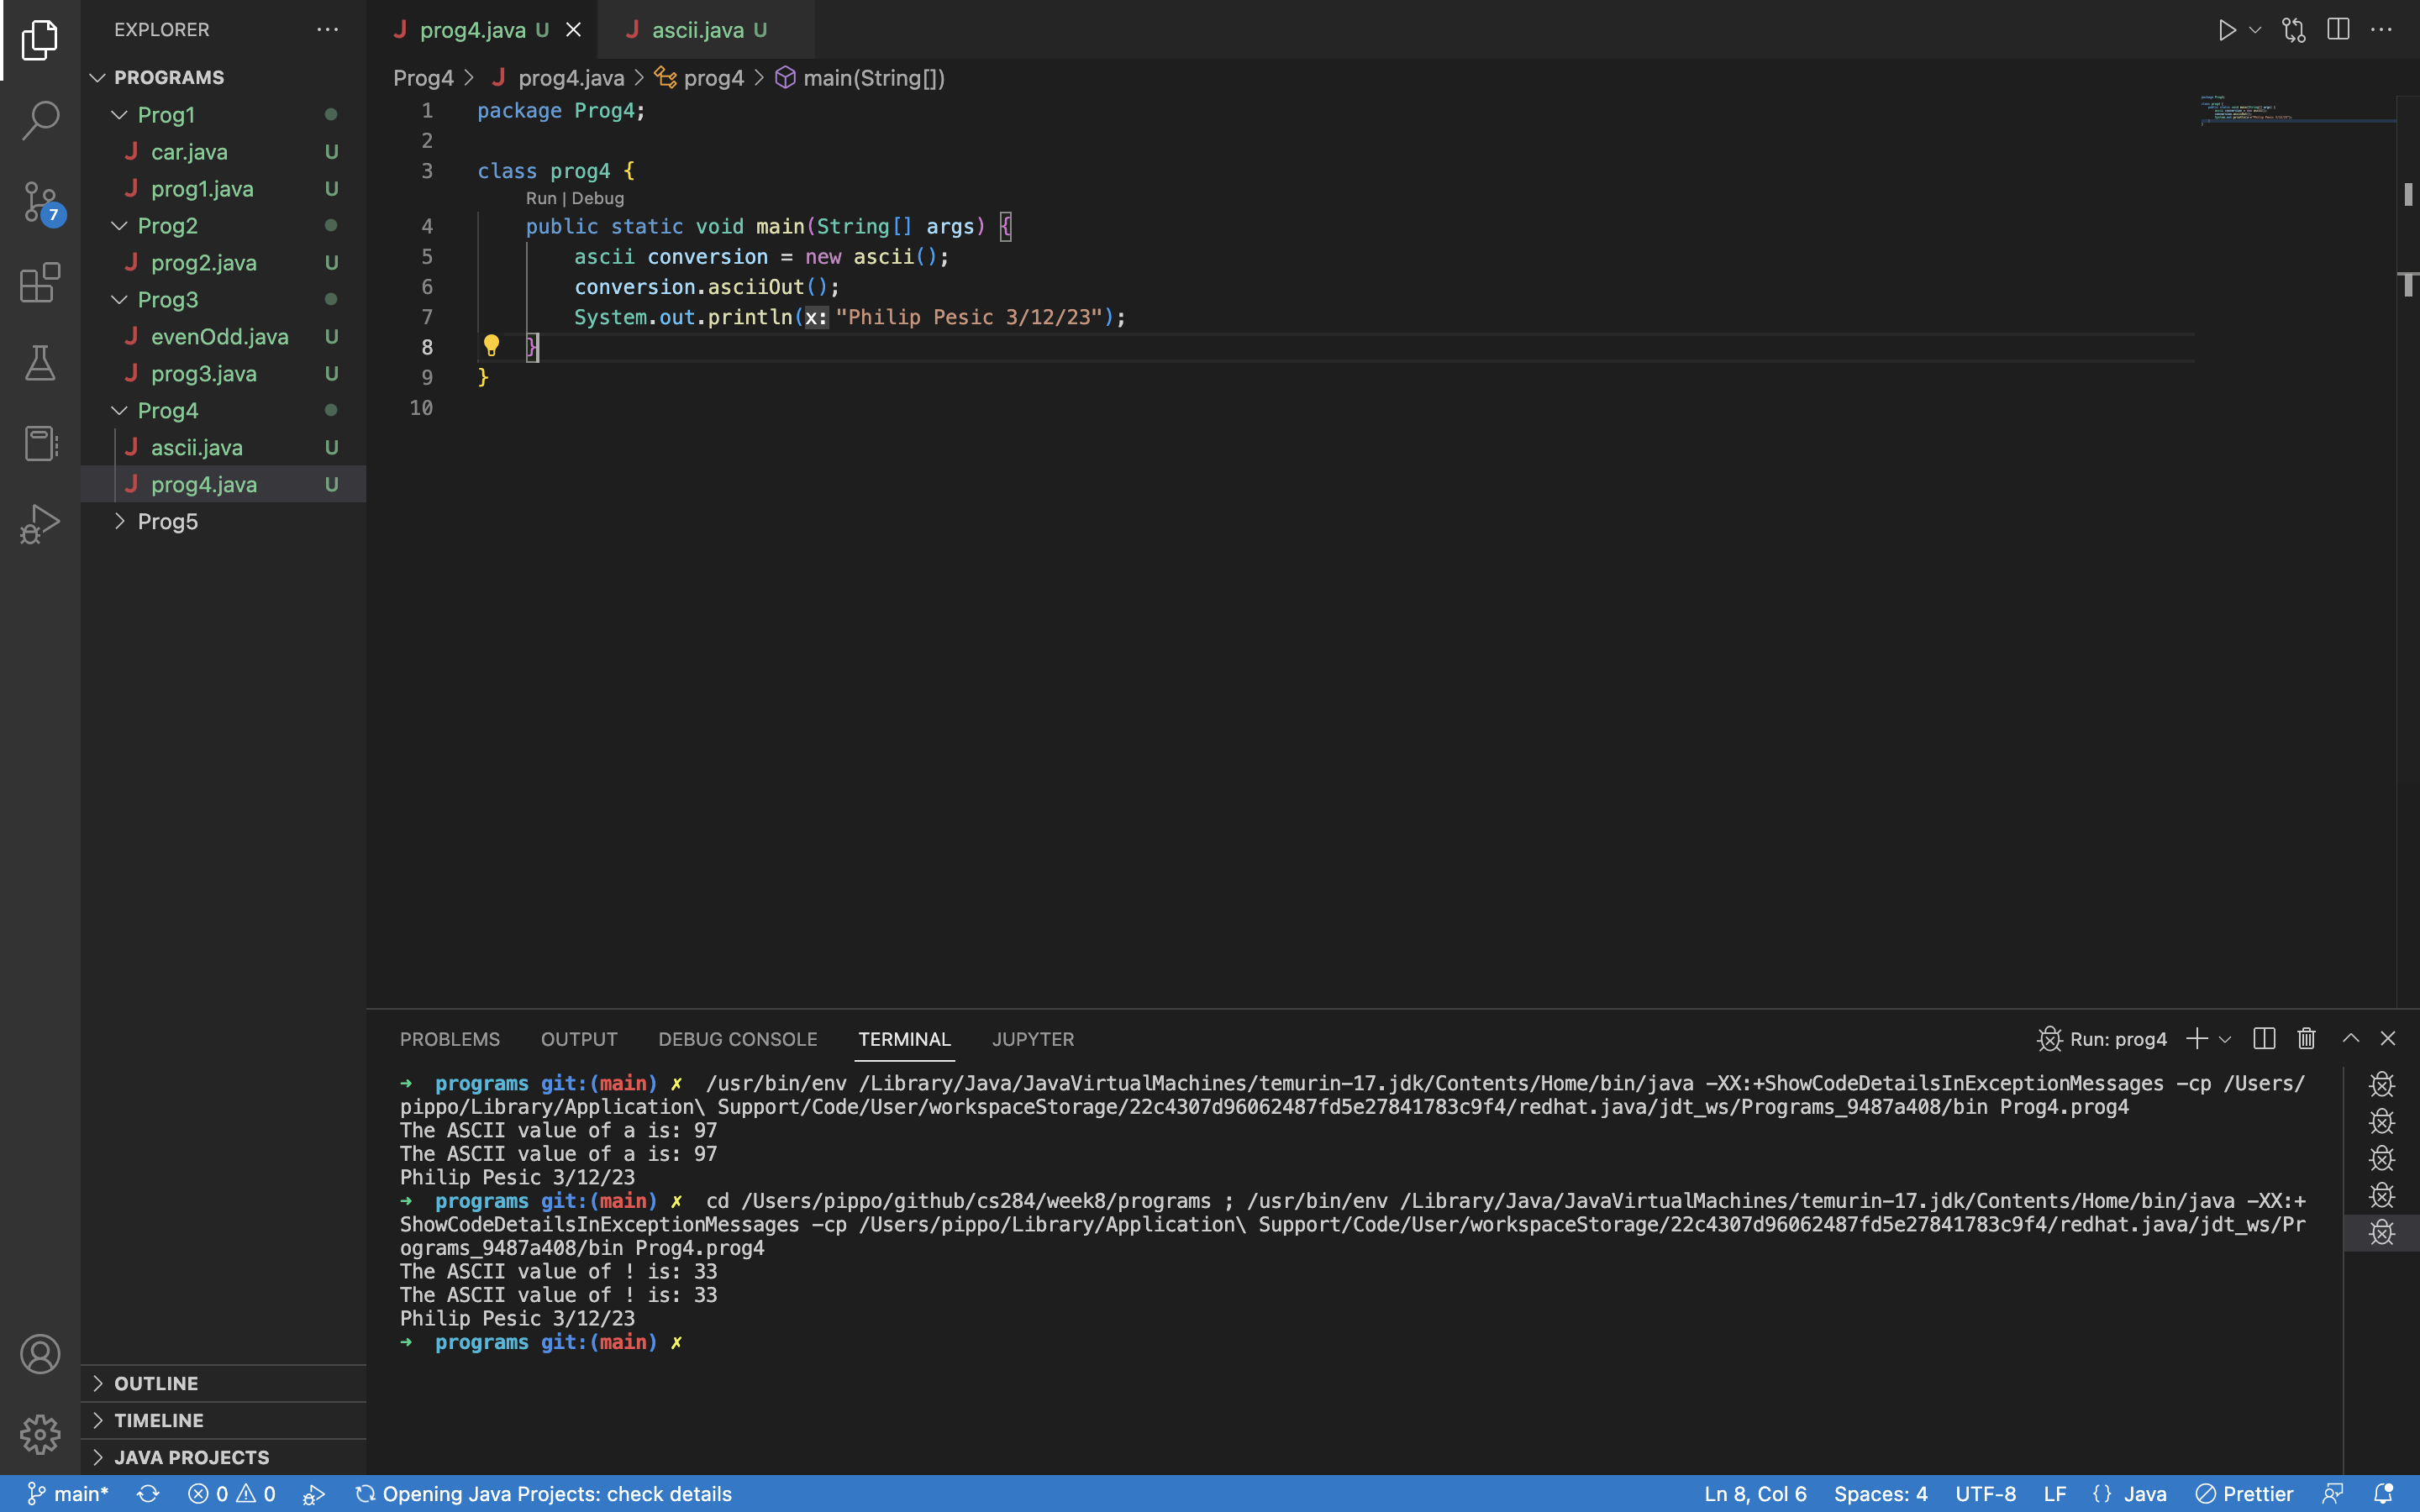 EXPLORER
PROGRAMS
Prog1
car.java U
prog1.java U
Prog2
prog2.java U
Prog3
evenOdd.java U
prog3.java U
Prog4
ascii.java U
prog4.java U
Prog5
OUTLINE
TIMELINE
JAVA PROJECTS
7
prog4.java U
ascii.java U
Prog4 > prog4.java > prog4 > main(String[])
1 package Prog4;
2
3 class prog4 {
Run | Debug
4 public static void main(String[] args) {
5 ascii conversion = new ascii();
6 conversion.asciiOut();
7 System.out.println(x: "Philip Pesic 3/12/23");
8 }
9 }
10
PROBLEMS OUTPUT DEBUG CONSOLE TERMINAL JUPYTER
Run: prog4
➜ programs git:(main) ✗ /usr/bin/env /Library/Java/JavaVirtualMachines/temurin-17.jdk/Contents/Home/bin/java -XX:+ShowCodeDetailsInExceptionMessages -cp /Users/
pippo/Library/Application\ Support/Code/User/workspaceStorage/22c4307d96062487fd5e27841783c9f4/redhat.java/jdt_ws/Programs_9487a408/bin Prog4.prog4
The ASCII value of a is: 97
The ASCII value of a is: 97
Philip Pesic 3/12/23
➜ programs git:(main) ✗ cd /Users/pippo/github/cs284/week8/programs ; /usr/bin/env /Library/Java/JavaVirtualMachines/temurin-17.jdk/Contents/Home/bin/java -XX:+
ShowCodeDetailsInExceptionMessages -cp /Users/pippo/Library/Application\ Support/Code/User/workspaceStorage/22c4307d96062487fd5e27841783c9f4/redhat.java/jdt_ws/Pr
ograms_9487a408/bin Prog4.prog4
The ASCII value of ! is: 33
The ASCII value of ! is: 33
Philip Pesic 3/12/23
➜ programs git:(main) ✗
main* 0 0 Opening Java Projects: check details
Ln 8, Col 6 Spaces: 4 UTF-8 LF {} Java Prettier